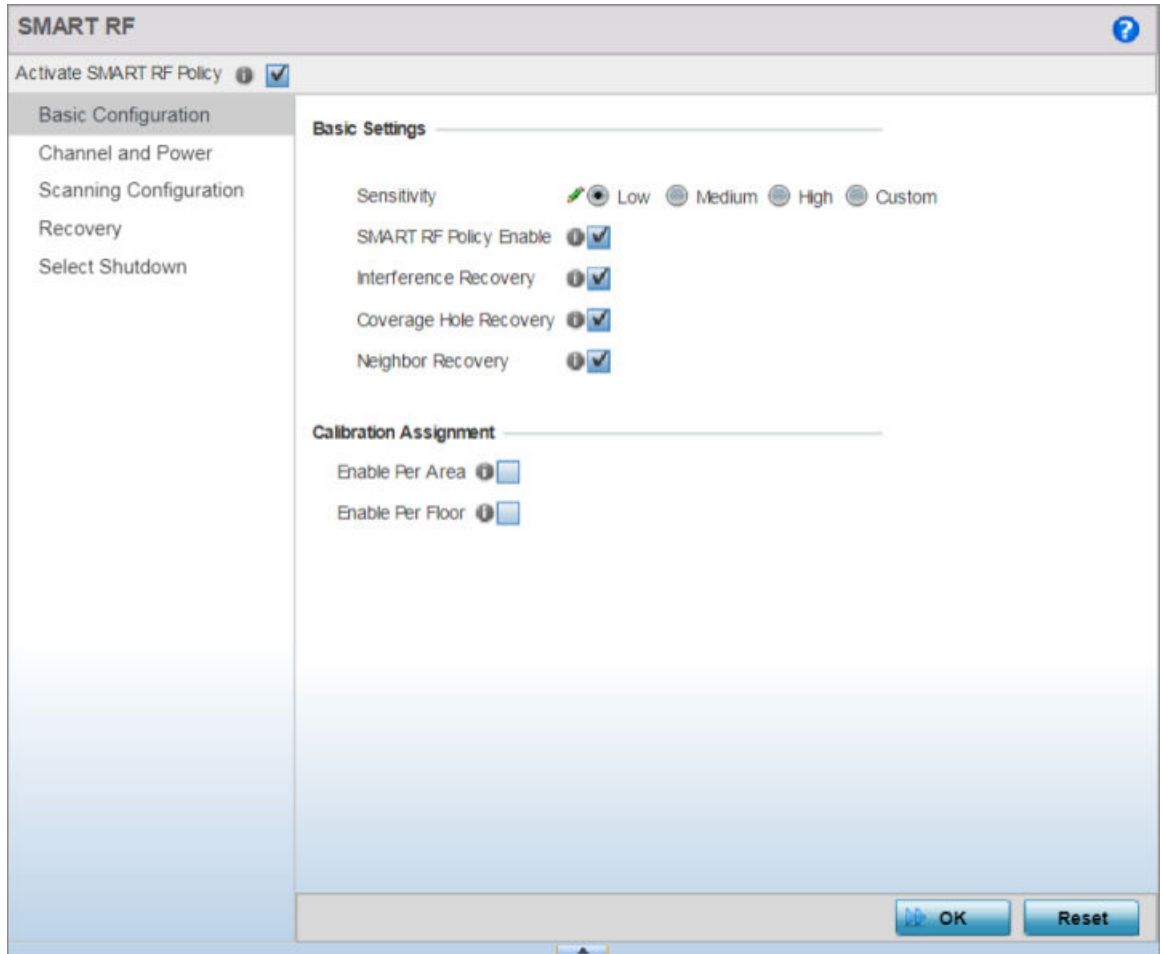 SMART RF
Activate SMART RF Policy
Basic Configuration
Channel and Power
Scanning Configuration
Recovery
Select Shutdown
Basic Settings
Sensitivity Low Medium High Custom
SMART RF Policy Enable
Interference Recovery
Coverage Hole Recovery
Neighbor Recovery
Calibration Assignment
Enable Per Area
Enable Per Floor
OK Reset